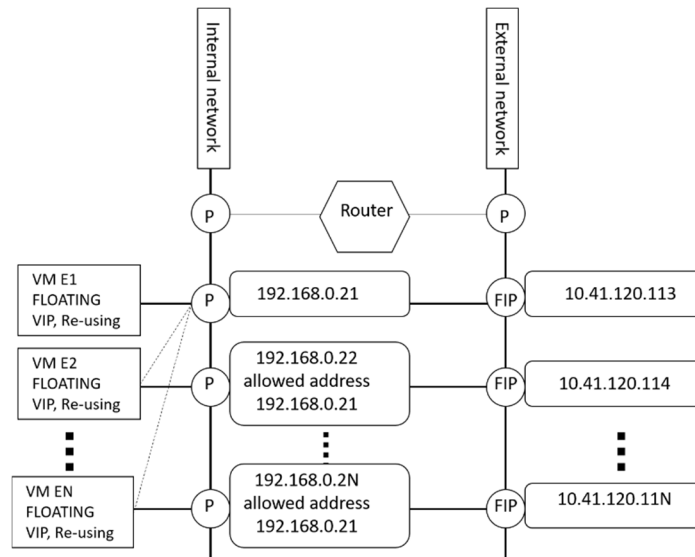 Internal network
External network
P
Router
P
VM E1
FLOATING
VIP, Re-using
P
192.168.0.21
FIP
10.41.120.113
VM E2
FLOATING
VIP, Re-using
P
192.168.0.22
allowed address
192.168.0.21
FIP
10.41.120.114
VM EN
FLOATING
VIP, Re-using
P
192.168.0.2N
allowed address
192.168.0.21
FIP
10.41.120.11N